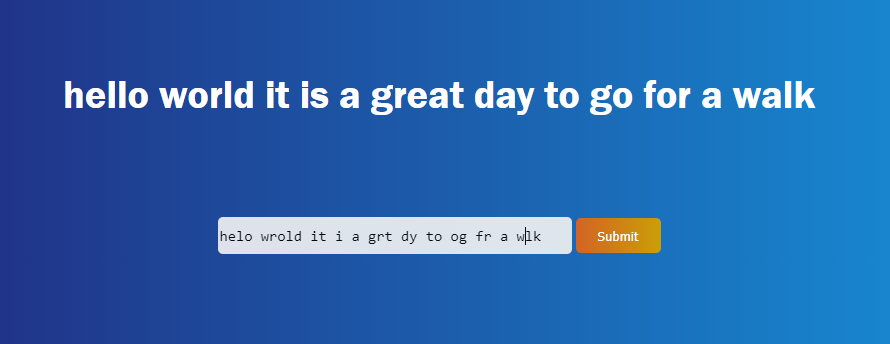 hello world it is a great day to go for a walk
helo wrold it i a grt dy to og fr a wlk
Submit